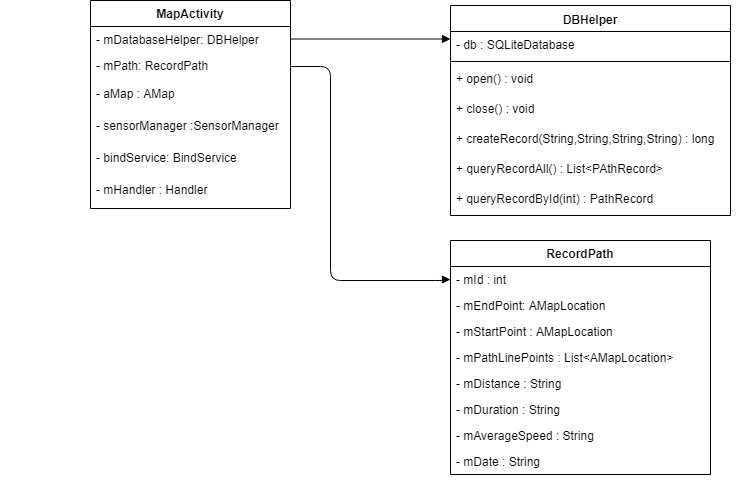 MapActivity
- mDatabaseHelper: DBHelper
- mPath: RecordPath
- aMap : AMap
- sensorManager :SensorManager
- bindService: BindService
- mHandler : Handler
DBHelper
- db : SQLiteDatabase
+ open() : void
+ close() : void
+ createRecord(String,String,String,String) : long
+ queryRecordAll() : List<PAthRecord>
+ queryRecordById(int) : PathRecord
RecordPath
- mId : int
- mEndPoint: AMapLocation
- mStartPoint : AMapLocation
- mPathLinePoints : List<AMapLocation>
- mDistance : String
- mDuration : String
- mAverageSpeed : String
- mDate : String